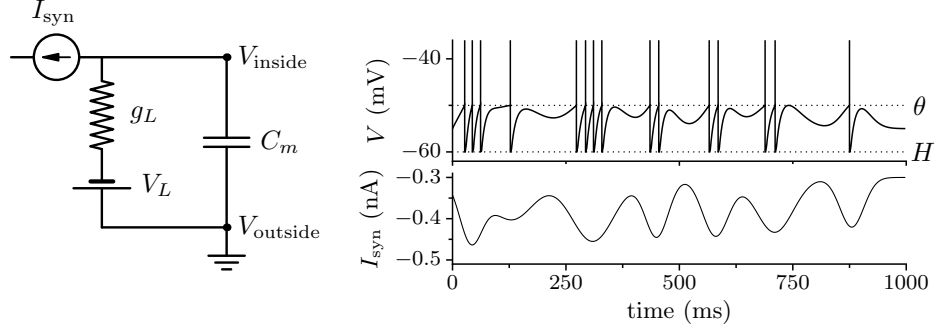 I_syn
V_inside
g_L
C_m
V_L
V_outside
V (mV)
−40
−60
θ
H
I_syn (nA)
−0.3
−0.4
−0.5
0 250 500 750 1000
time (ms)